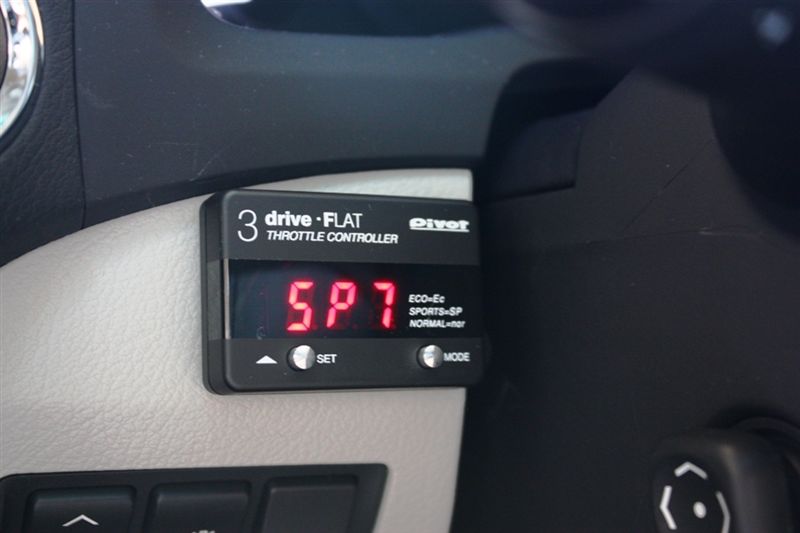 3 drive·FLAT
THROTTLE CONTROLLER
Pivot
SP7
ECO=Ec
SPORTS=SP
NORMAL=nor
SET
MODE